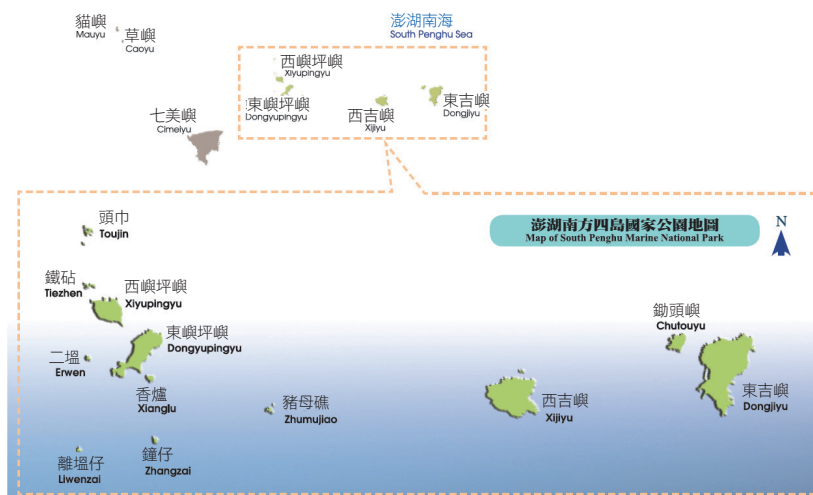 貓嶼
Mauyu
草嶼
Caoyu
澎湖南海
South Penghu Sea
西嶼坪嶼
Xiyupingyu
東嶼坪嶼
Dongyupingyu
西吉嶼
Xijiyu
東吉嶼
Dongjiyu
七美嶼
Cimeiyu
澎湖南方四島國家公園地圖
Map of South Penghu Marine National Park
N
頭巾
Toujin
鐵砧
Tiezhen
西嶼坪嶼
Xiyupingyu
東嶼坪嶼
Dongyupingyu
二塭
Erwen
香爐
Xianglu
豬母礁
Zhumujiao
鋤頭嶼
Chutouyu
西吉嶼
Xijiyu
東吉嶼
Dongjiyu
離塭仔
Liwenzai
鐘仔
Zhangzai